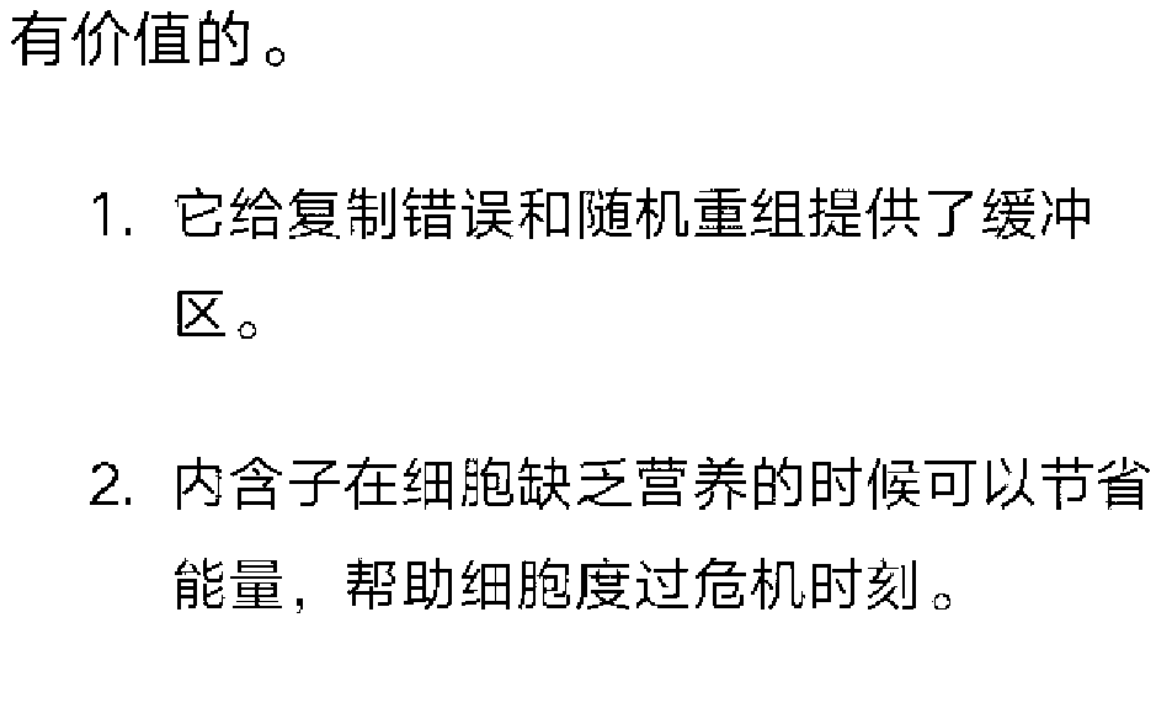 有价值的。
1. 它给复制错误和随机重组提供了缓冲
区。
2. 内含子在细胞缺乏营养的时候可以节省
能量，帮助细胞度过危机时刻。